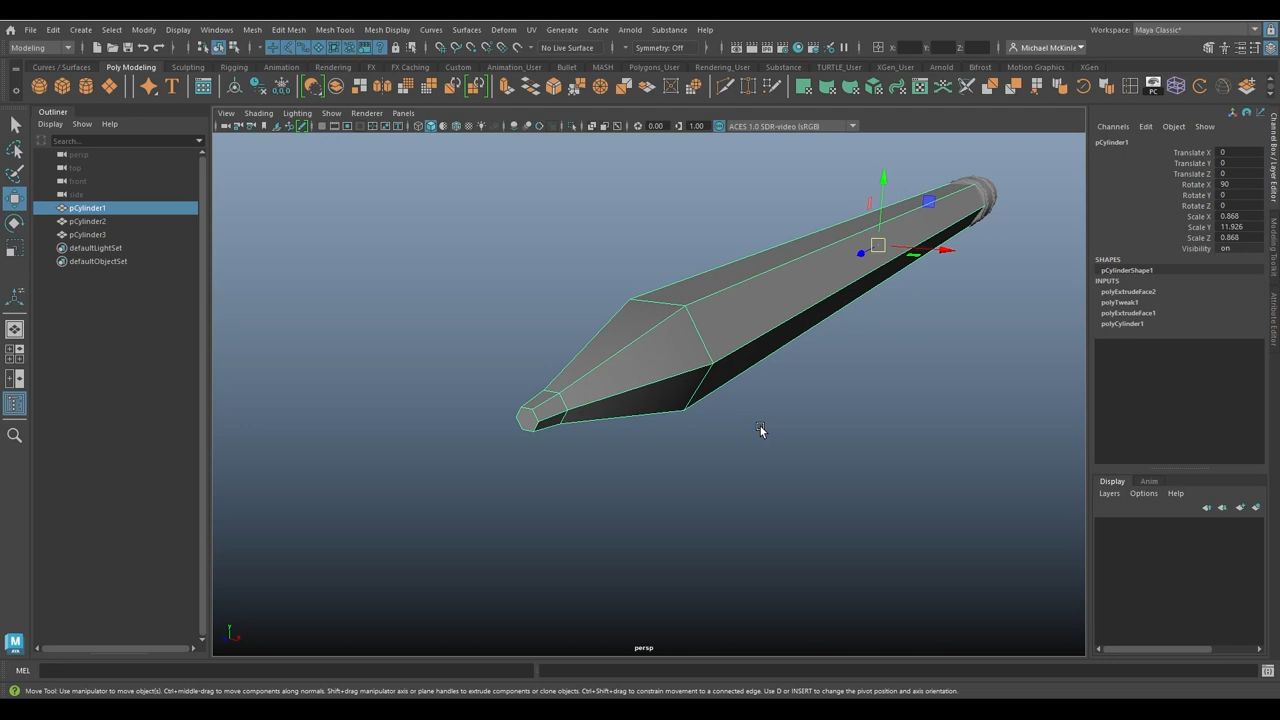 File Edit Create Select Modify Display Windows Mesh Edit Mesh Mesh Tools Mesh Display Curves Surfaces Deform UV Generate Cache Arnold Substance Help
Workspace: Maya Classic*
Modeling
No Live Surface
Symmetry: Off
X: Y: Z:
Michael McKinle
Curves / Surfaces Poly Modeling Sculpting Rigging Animation Rendering FX FX Caching Custom Animation_User Bullet MASH Polygons_User Rendering_User Substance TURTLE_User XGen_User Arnold Bifrost Motion Graphics XGen
Outliner
Display Show Help
Search...
persp
top
front
side
pCylinder1
pCylinder2
pCylinder3
defaultLightSet
defaultObjectSet
View Shading Lighting Show Renderer Panels
0.00 1.00 ACES 1.0 SDR-video (sRGB)
persp
Channels Edit Object Show
pCylinder1
Translate X 0
Translate Y 0
Translate Z 0
Rotate X 90
Rotate Y 0
Rotate Z 0
Scale X 0.868
Scale Y 11.926
Scale Z 0.868
Visibility on
SHAPES
pCylinderShape1
INPUTS
polyExtrudeFace2
polyTweak1
polyExtrudeFace1
polyCylinder1
Display Anim
Layers Options Help
Channel Box / Layer Editor
Modeling Toolkit
Attribute Editor
MEL
Move Tool: Use manipulator to move object(s). Ctrl+middle-drag to move components along normals. Shift+drag manipulator axis or plane handles to extrude components or clone objects. Ctrl+Shift+drag to constrain movement to a connected edge. Use D or INSERT to change the pivot position and axis orientation.